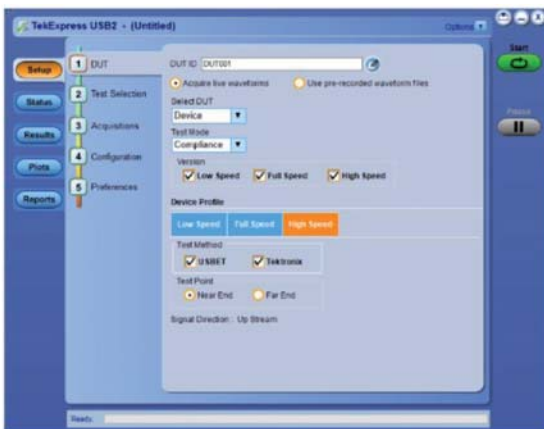 TekExpress USB2 - (Untitled)
Options
Setup
Status
Results
Plots
Reports
1 DUT
2 Test Selection
3 Acquisitions
4 Configuration
5 Preferences
DUT ID DUT001
Acquire live waveforms Use pre-recorded waveform files
Select DUT
Device
Test Mode
Compliance
Version
Low Speed Full Speed High Speed
Device Profile
Low Speed Full Speed High Speed
Test Method
USBET Tektronix
Test Point
Near End Far End
Signal Direction : Up Stream
Start
Pause
Ready